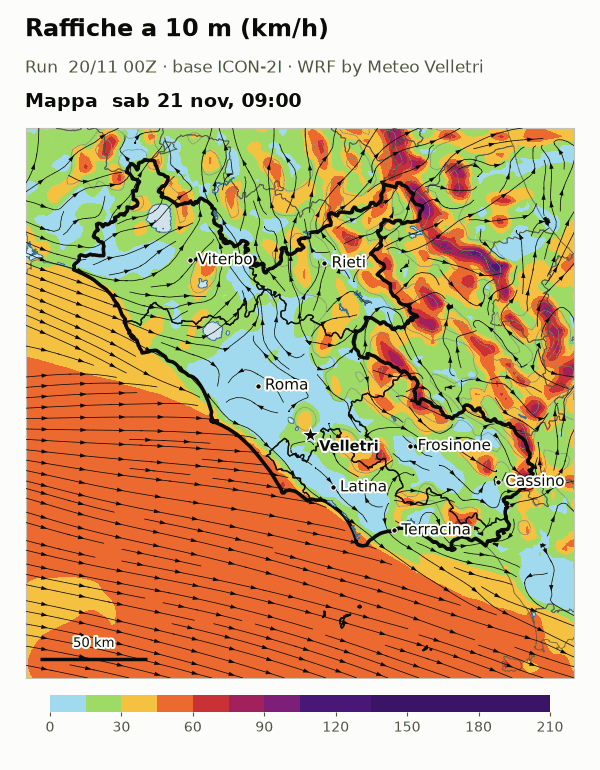 Raffiche a 10 m (km/h)
Run  20/11 00Z · base ICON-2I · WRF by Meteo Velletri
Mappa  sab 21 nov, 09:00
Viterbo
Rieti
Roma
Velletri
Frosinone
Latina
Cassino
Terracina
50 km
0 30 60 90 120 150 180 210